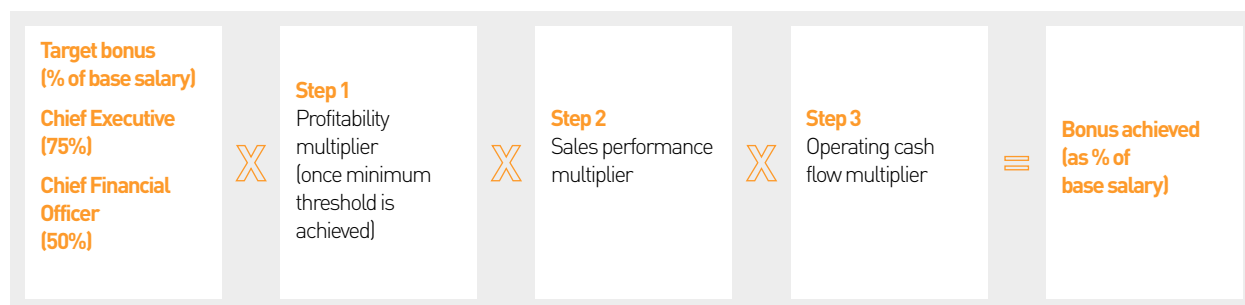 Target bonus
(% of base salary)
Chief Executive
(75%)
Chief Financial
Officer
(50%)
X
Step 1
Profitability
multiplier
(once minimum
threshold is
achieved)
X
Step 2
Sales performance
multiplier
X
Step 3
Operating cash
flow multiplier
=
Bonus achieved
(as % of
base salary)